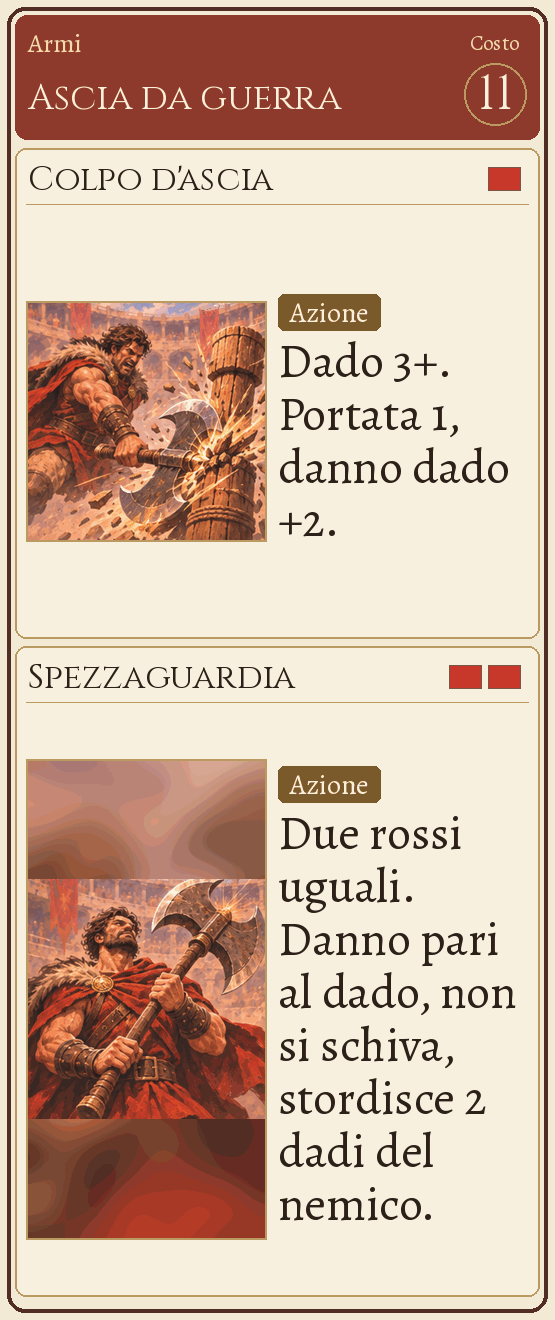 Armi
Costo
Ascia da guerra
11
Colpo d'ascia
Azione
Dado 3+.
Portata 1,
danno dado
+2.
Spezzaguardia
Azione
Due rossi
uguali.
Danno pari
al dado, non
si schiva,
stordisce 2
dadi del
nemico.